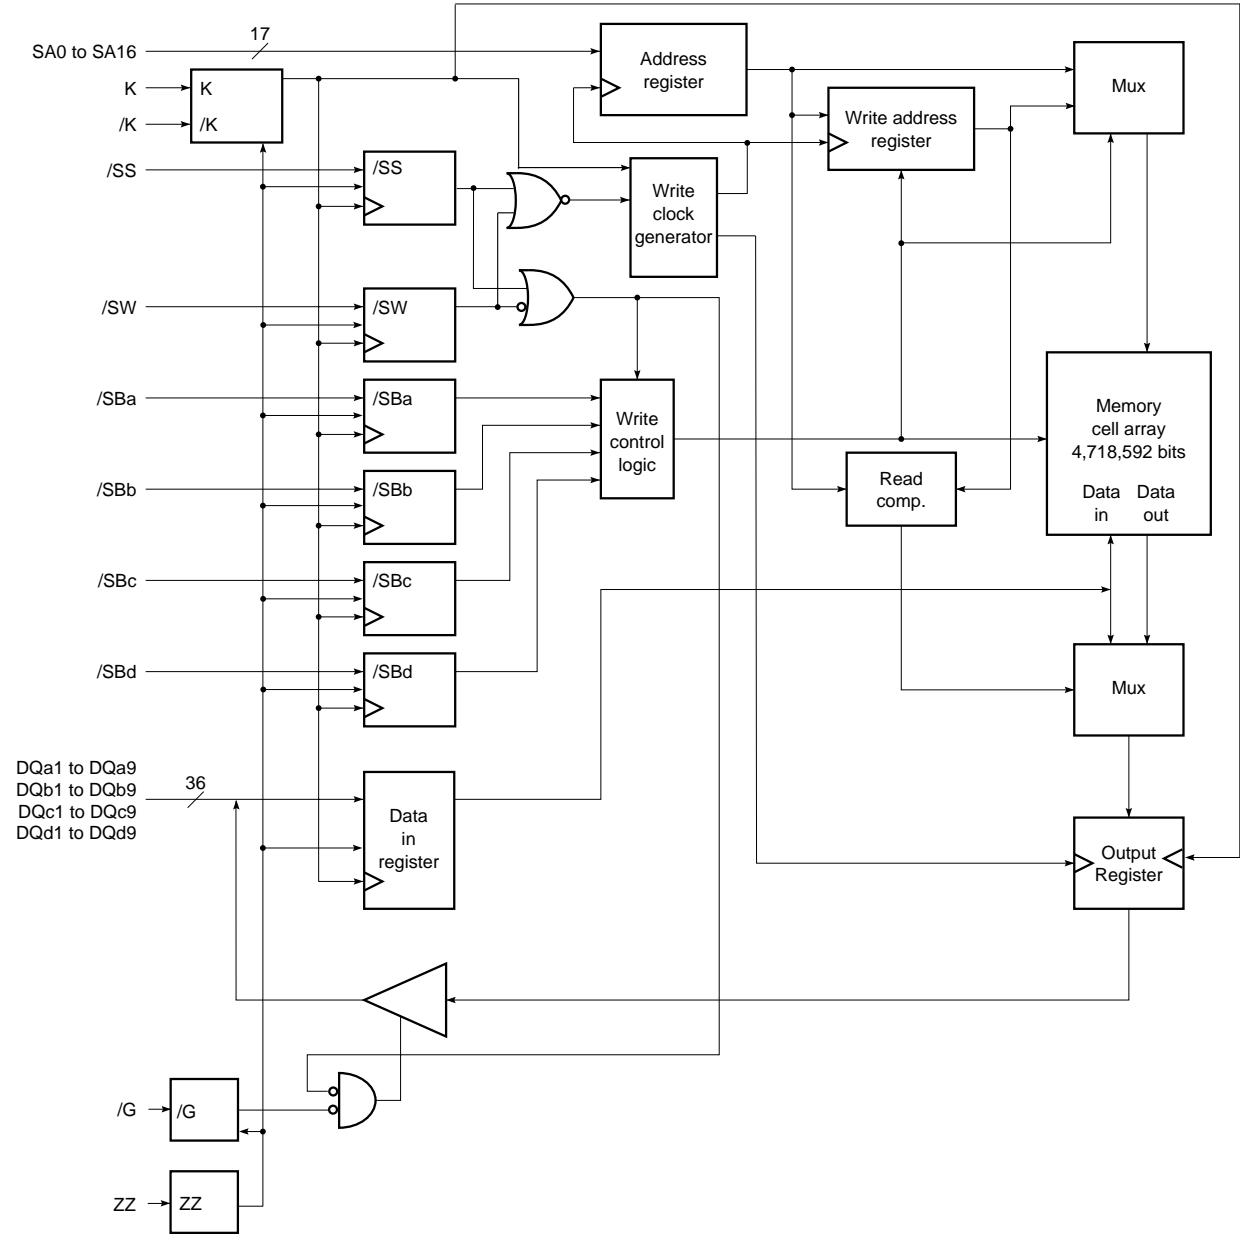 17
SA0 to SA16
Address
register
K
K
/K
/K
Mux
Write address
register
/SS
/SS
Write
clock
generator
/SW
/SW
/SBa
/SBa
Write
control
logic
Memory
cell array
4,718,592 bits
Data
in
Data
out
/SBb
/SBb
Read
comp.
/SBc
/SBc
/SBd
/SBd
Mux
DQa1 to DQa9
DQb1 to DQb9
DQc1 to DQc9
DQd1 to DQd9
36
Data
in
register
Output
Register
/G
/G
ZZ
ZZ